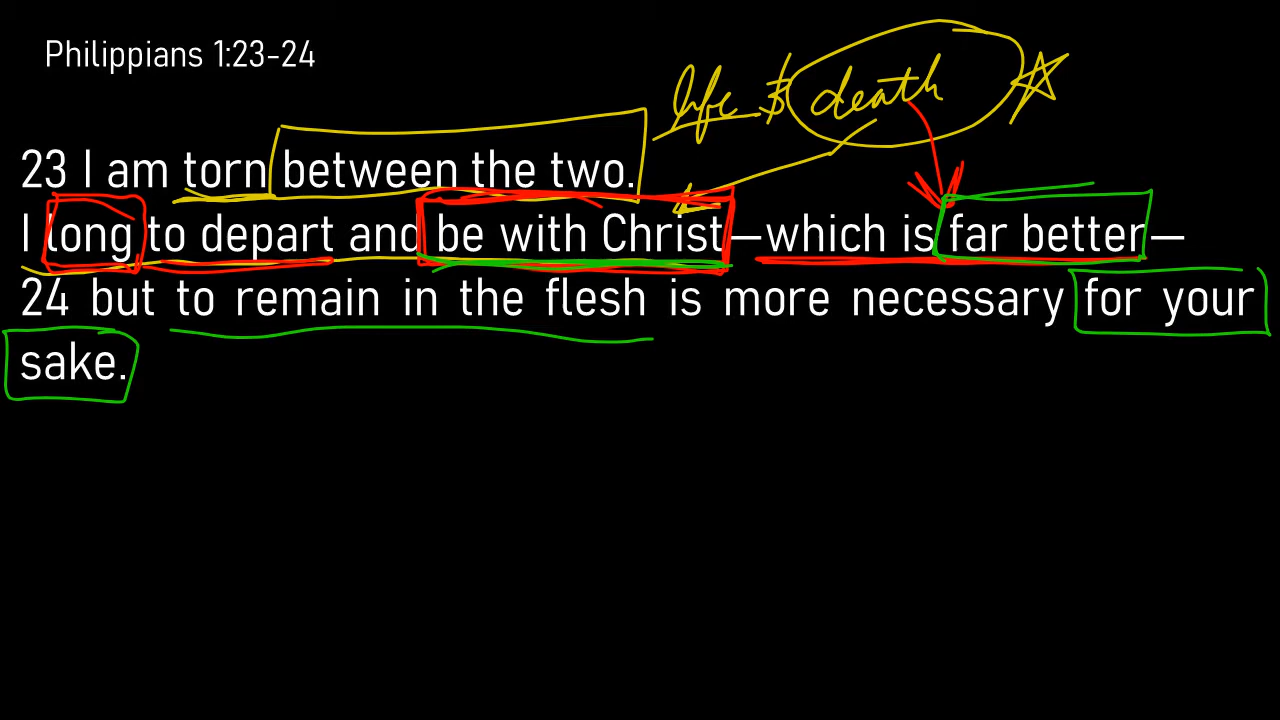 Philippians 1:23-24
life & death
23 I am torn between the two.
I long to depart and be with Christ—which is far better—
24 but to remain in the flesh is more necessary for your
sake.